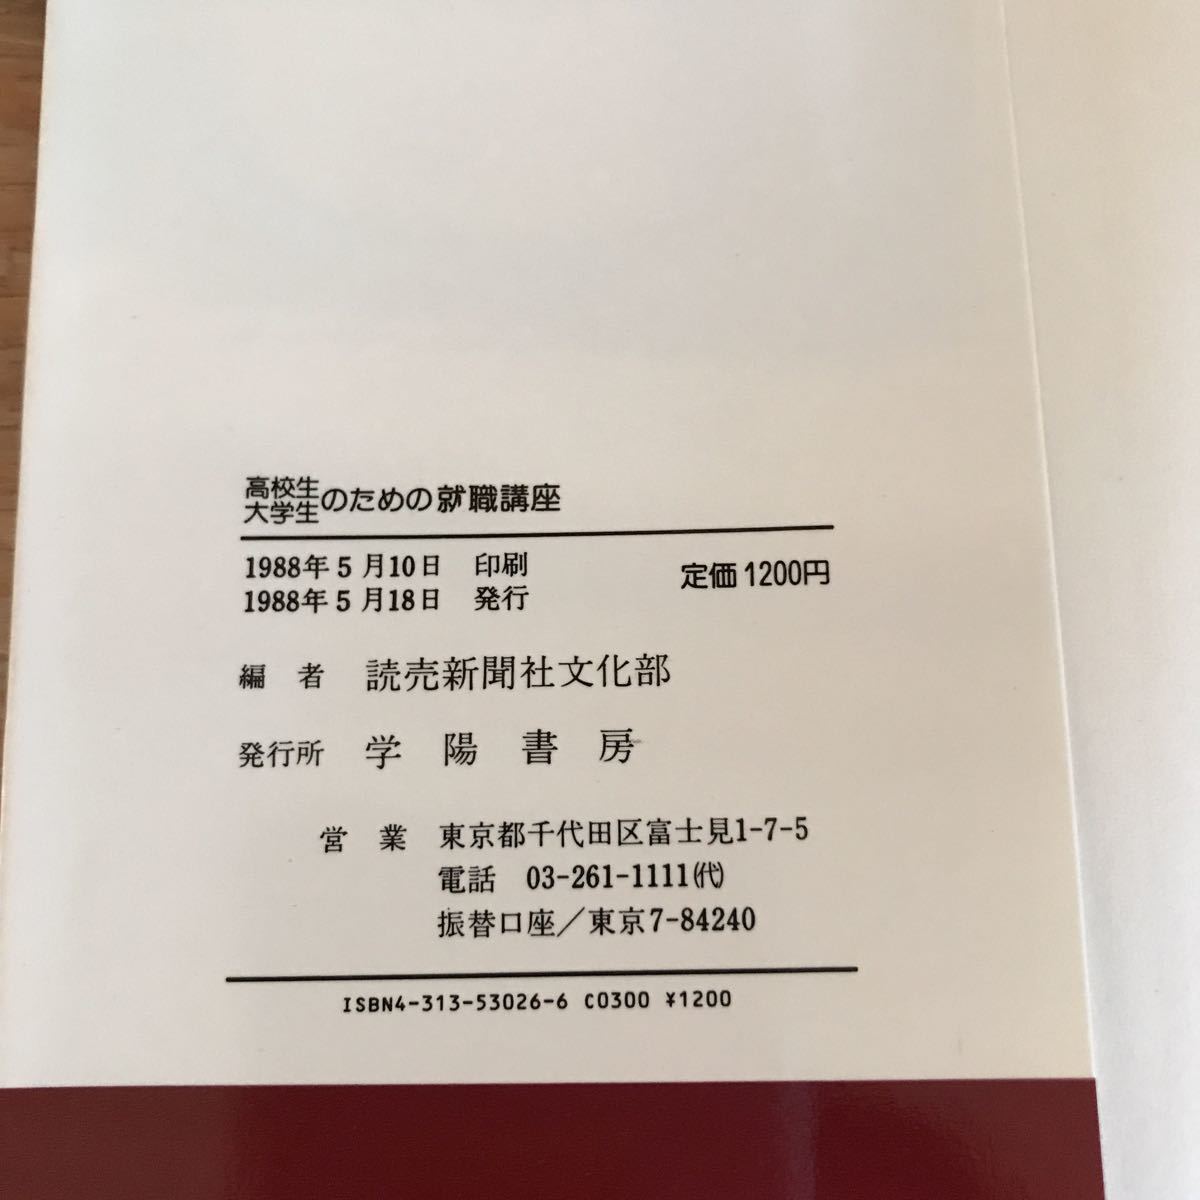 高校生
大学生のための就職講座
1988年5月10日 印刷
1988年5月18日 発行
定価1200円
編者 読売新聞社文化部
発行所 学陽書房
営業 東京都千代田区富士見1-7-5
電話 03-261-1111(代)
振替口座／東京7-84240
ISBN4-313-53026-6 C0300 ¥1200